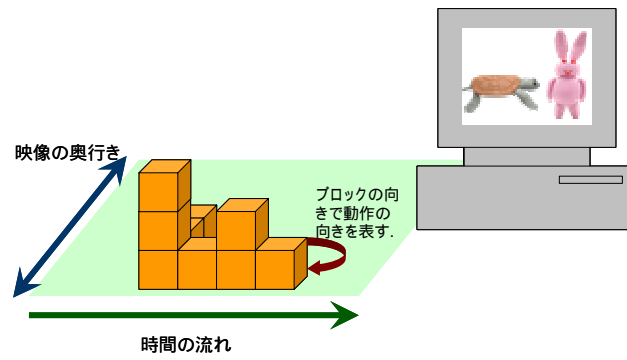 映像の奥行き
ブロックの向
きで動作の
向きを表す.
時間の流れ